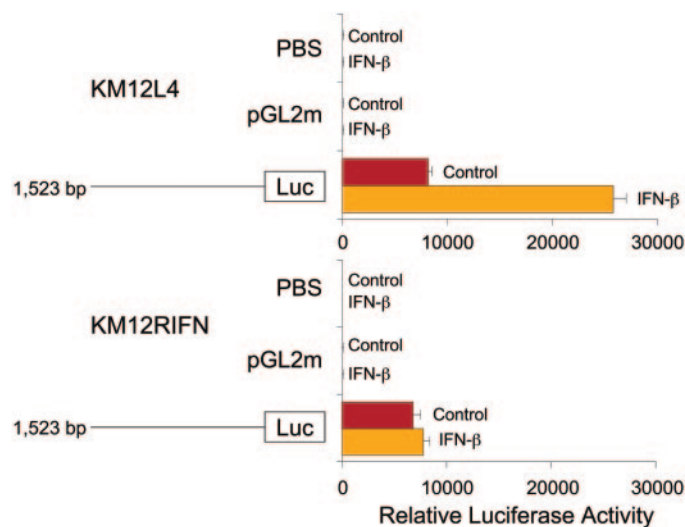 PBS
Control
IFN-β
KM12L4
pGL2m
Control
IFN-β
1,523 bp
Luc
Control
IFN-β
0 10000 20000 30000
PBS
Control
IFN-β
KM12RIFN
pGL2m
Control
IFN-β
1,523 bp
Luc
Control
IFN-β
0 10000 20000 30000
Relative Luciferase Activity